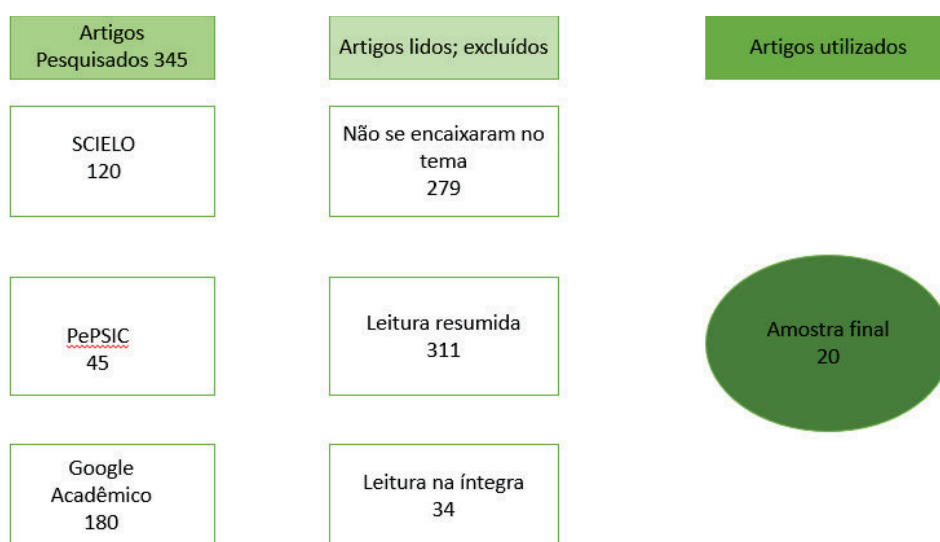 Artigos
Pesquisados 345
Artigos lidos; excluídos
Artigos utilizados
SCIELO
120
Não se encaixaram no
tema
279
PePSIC
45
Leitura resumida
311
Amostra final
20
Google
Acadêmico
180
Leitura na íntegra
34